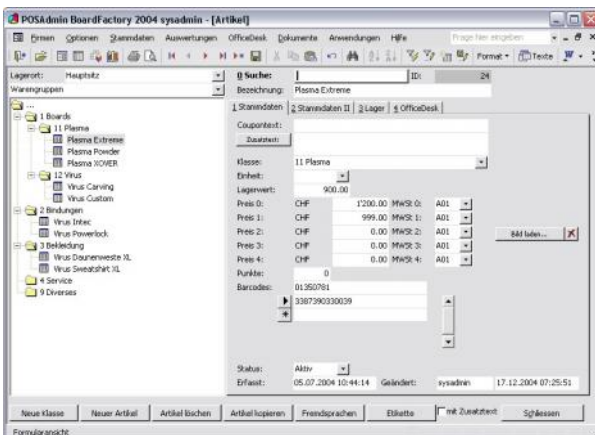 POSAdmin BoardFactory 2004 sysadmin - [Artikel]
Firmen Optionen Stammdaten Auswertungen OfficeDesk Dokumente Anwendungen Hilfe Frage hier eingeben
Format Texte
Lagerort: Hauptsitz
Warengruppen
...
1 Boards
11 Plasma
Plasma Extreme
Plasma Powder
Plasma XOVER
12 Virus
Virus Carving
Virus Custom
2 Bindungen
Virus Intec
Virus Powerlock
3 Bekleidung
Virus Daunenweste XL
Virus Sweatshirt XL
4 Service
9 Diverses
0 Suche: ID: 24
Bezeichnung: Plasma Extreme
1 Stammdaten 2 Stammdaten II 3 Lager 4 OfficeDesk
Coupontext:
Zusatztext:
Klasse: 11 Plasma
Einheit:
Lagerwert: 900.00
Preis 0: CHF 1'200.00 MWSt 0: A01
Preis 1: CHF 999.00 MWSt 1: A01
Preis 2: CHF 0.00 MWSt 2: A01
Preis 3: CHF 0.00 MWSt 3: A01
Preis 4: CHF 0.00 MWSt 4: A01
Bild laden...
Punkte: 0
Barcodes: 01350781
3387390330039
Status: Aktiv
Erfasst: 05.07.2004 10:44:14 Geändert: sysadmin 17.12.2004 07:25:51
Neue Klasse Neuer Artikel Artikel löschen Artikel kopieren Fremdsprachen Etikette mit Zusatztext Schliessen
Formularansicht